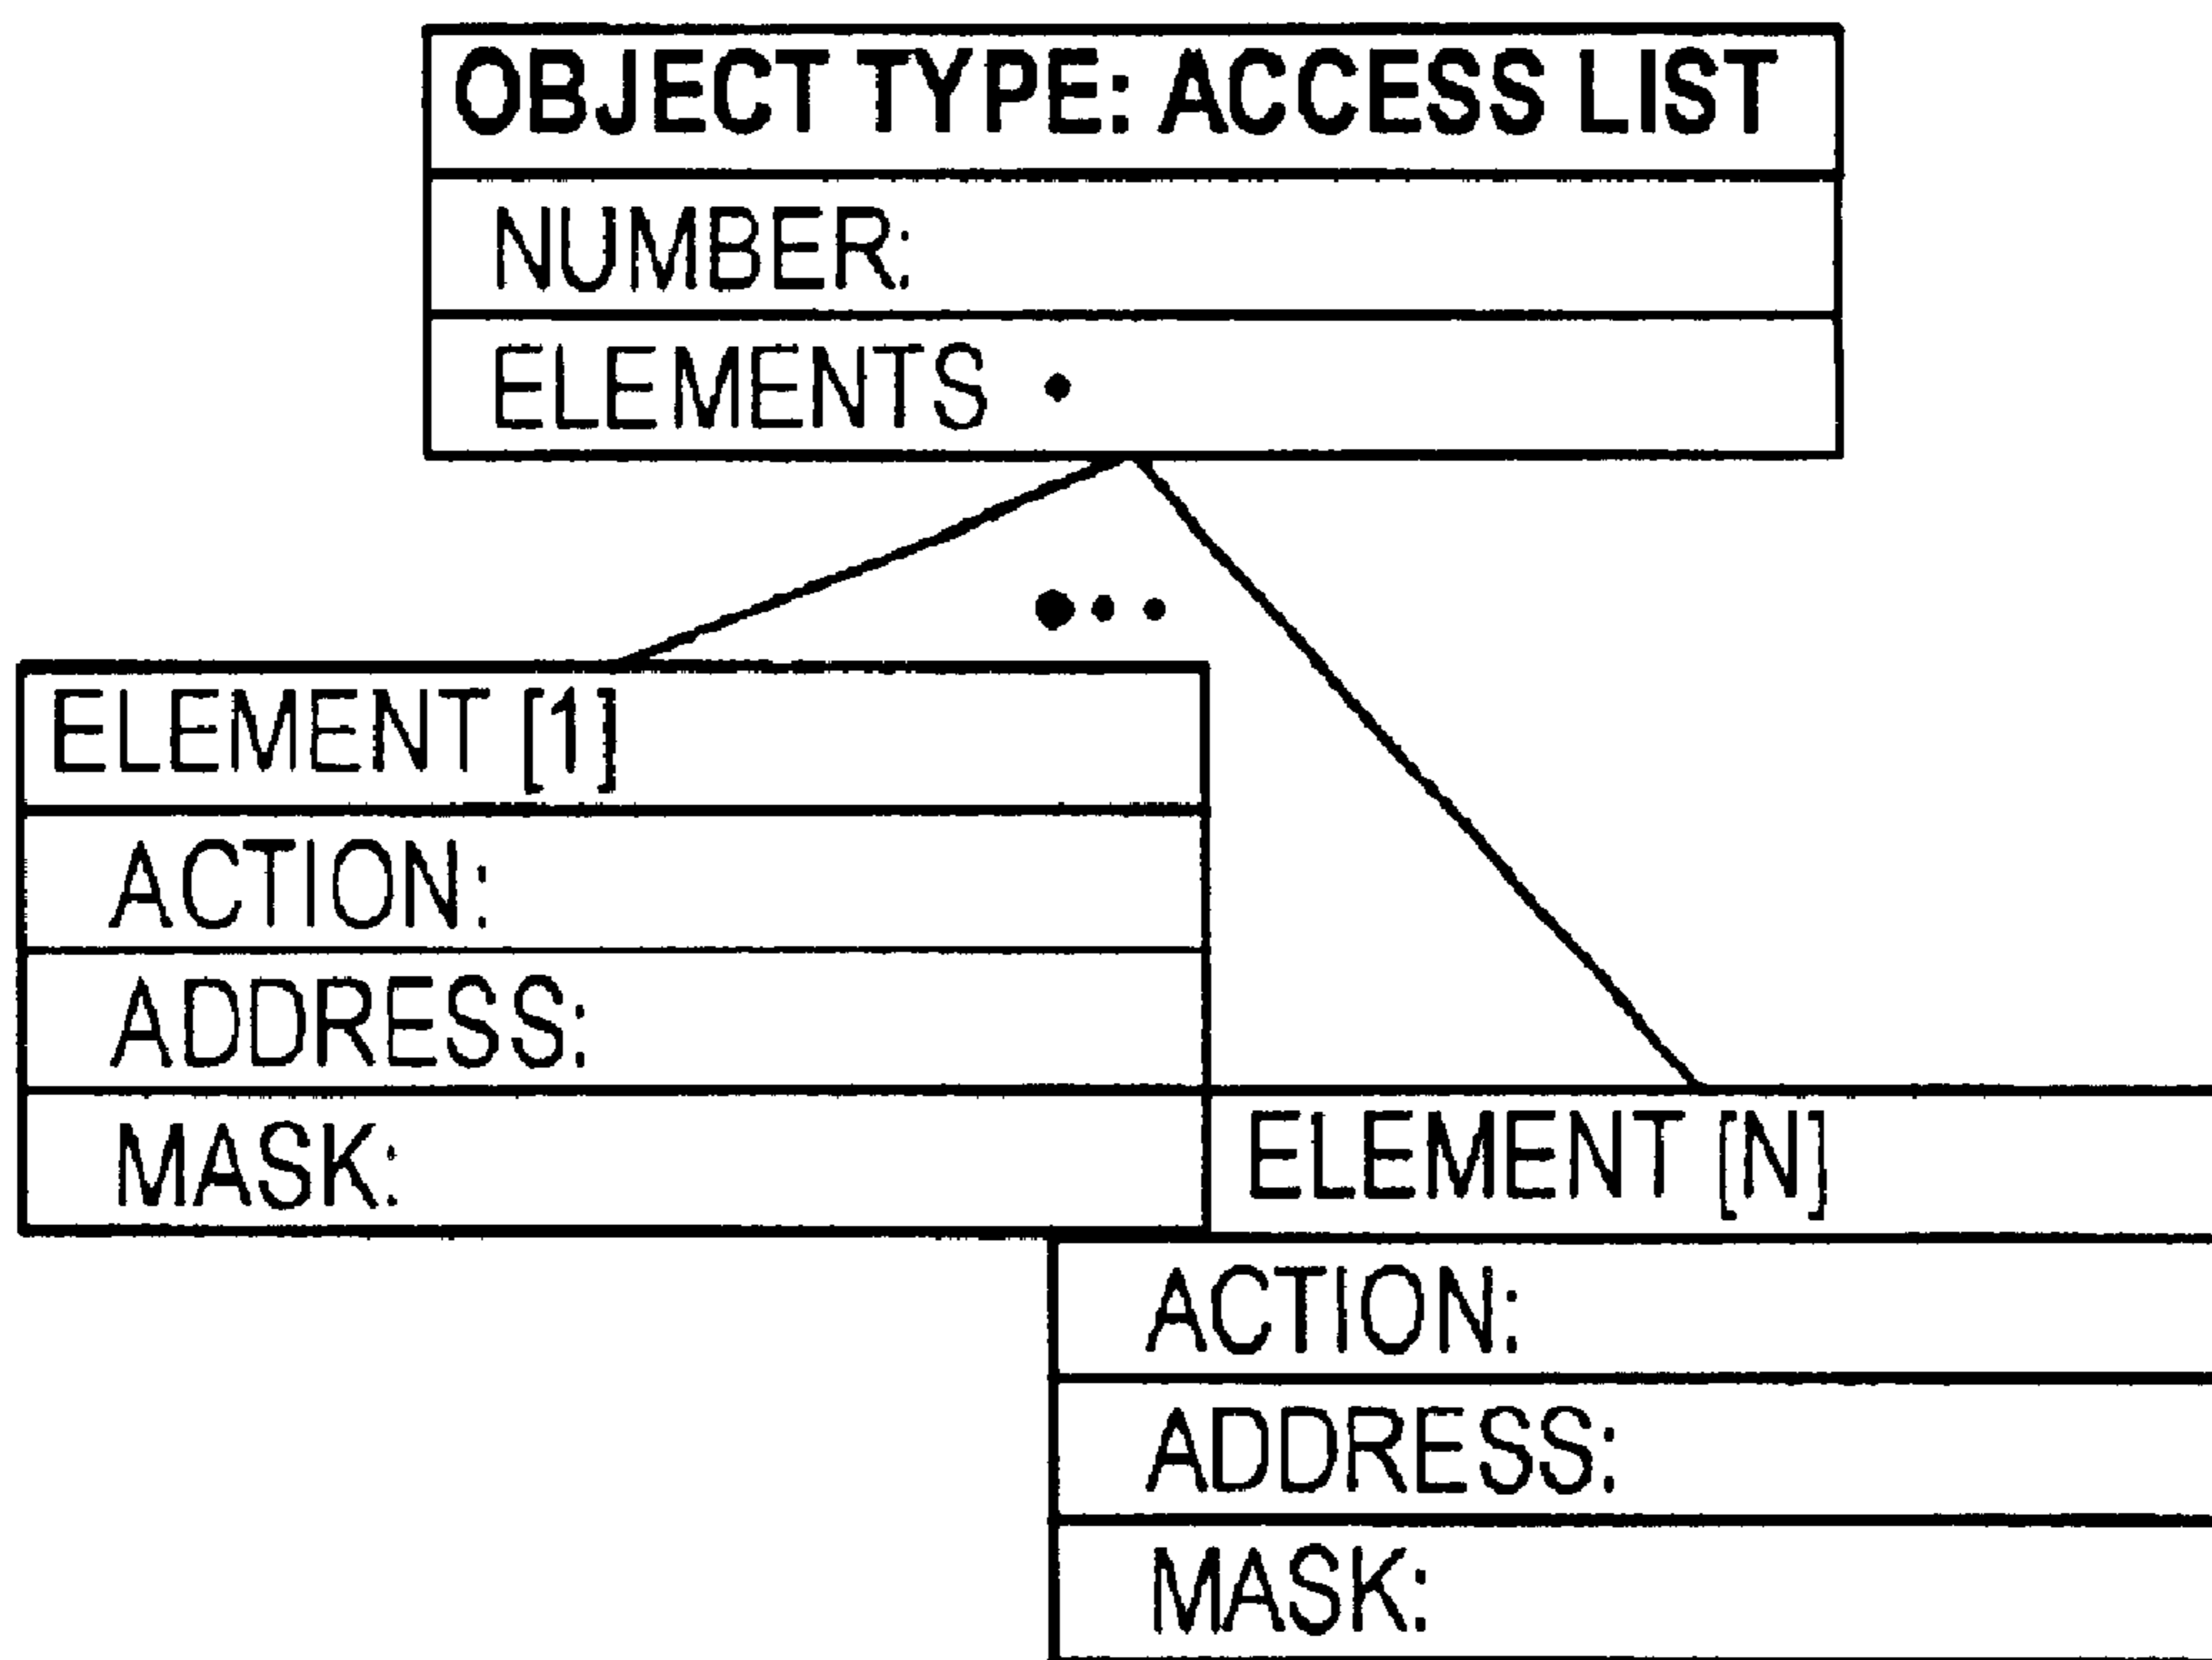 OBJECT TYPE: ACCESS LIST
NUMBER:
ELEMENTS •
•••
ELEMENT [1]
ACTION:
ADDRESS:
MASK:
ELEMENT [N]
ACTION:
ADDRESS:
MASK: